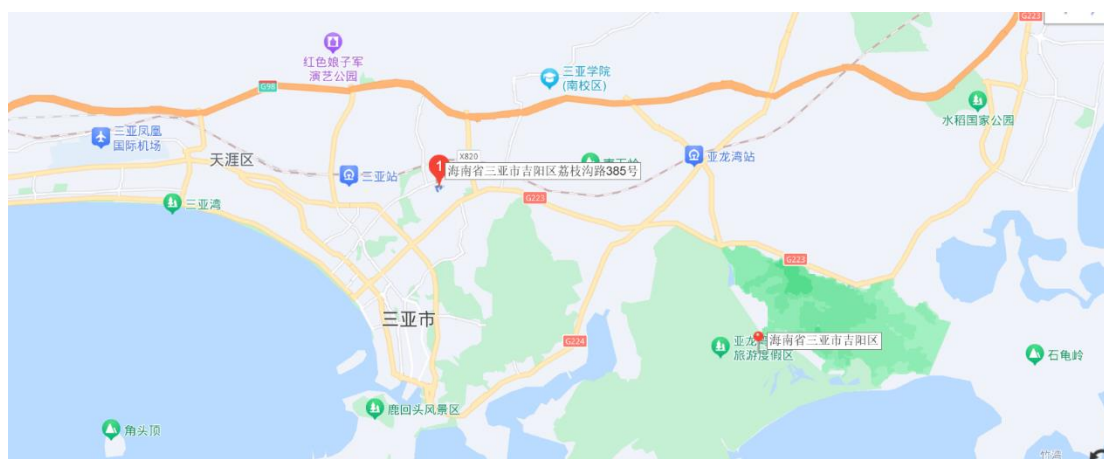 G223
红色娘子军
演艺公园
G98
三亚学院
(南校区)
水稻国家公园
三亚凤凰
国际机场
天涯区
X820
亚龙湾站
三亚站
1
海南省三亚市吉阳区荔枝沟路385号
三亚湾
G223
G223
三亚市
G224
海南省三亚市吉阳区
旅游度假区
石龟岭
鹿回头风景区
角头顶
竹湾